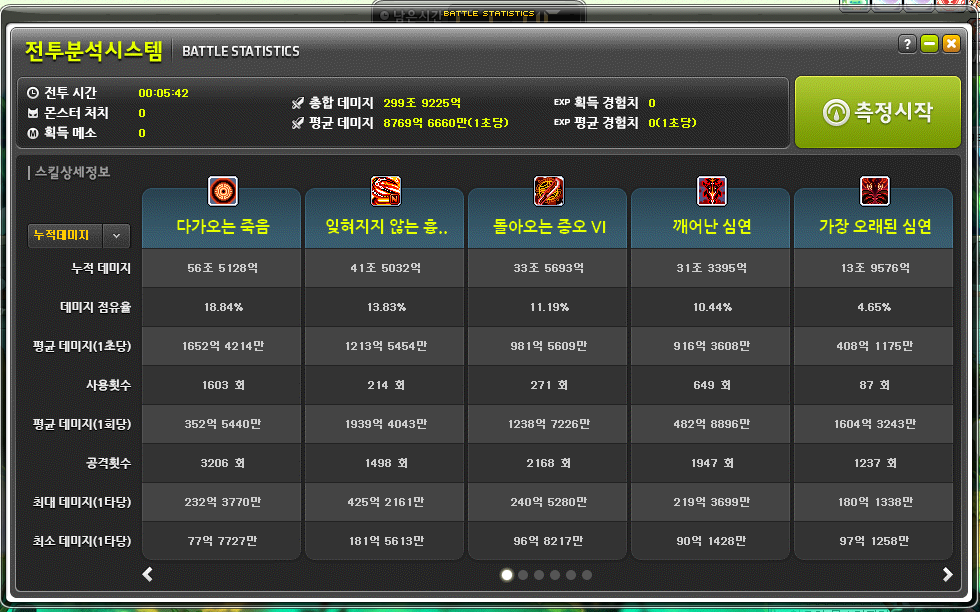 남은시간
BATTLE STATISTICS
전투분석시스템 BATTLE STATISTICS
?
전투 시간 00:05:42
몬스터 처치 0
획득 메소 0
총합 데미지 299조 9225억
평균 데미지 8769억 6660만(1초당)
EXP 획득 경험치 0
EXP 평균 경험치 0(1초당)
측정시작
스킬상세정보
N
다가오는 죽음 잊혀지지 않는 흉.. 돌아오는 증오 VI 깨어난 심연 가장 오래된 심연
누적데미지
누적 데미지 56조 5128억 41조 5032억 33조 5693억 31조 3395억 13조 9576억
데미지 점유율 18.84% 13.83% 11.19% 10.44% 4.65%
평균 데미지(1초당) 1652억 4214만 1213억 5454만 981억 5609만 916억 3608만 408억 1175만
사용횟수 1603 회 214 회 271 회 649 회 87 회
평균 데미지(1회당) 352억 5440만 1939억 4043만 1238억 7226만 482억 8896만 1604억 3243만
공격횟수 3206 회 1498 회 2168 회 1947 회 1237 회
최대 데미지(1타당) 232억 3770만 425억 2161만 240억 5280만 219억 3699만 180억 1338만
최소 데미지(1타당) 77억 7727만 181억 5613만 96억 8217만 90억 1428만 97억 1258만